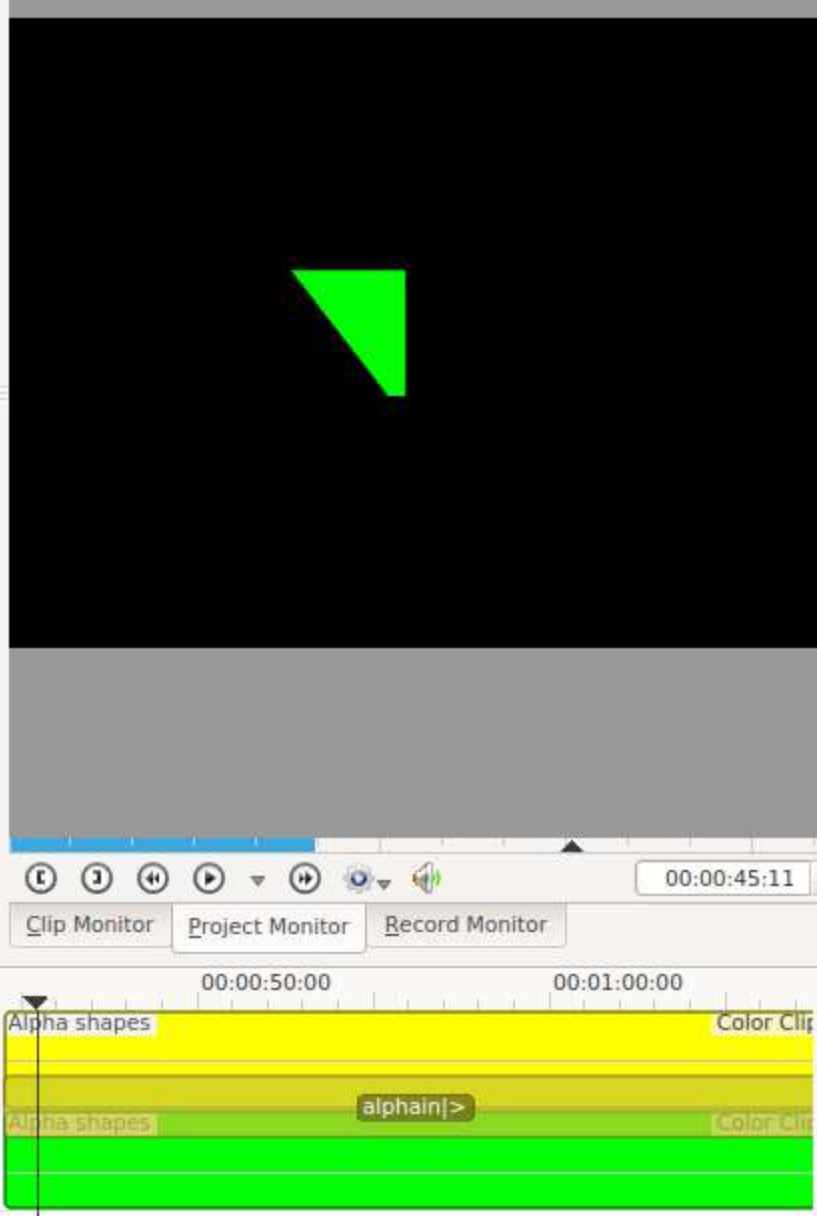 00:00:45:11
Clip Monitor
Project Monitor
Record Monitor
00:00:50:00
00:01:00:00
Alpha shapes
Color Clip
alphain|>
Alpha shapes
Color Clip